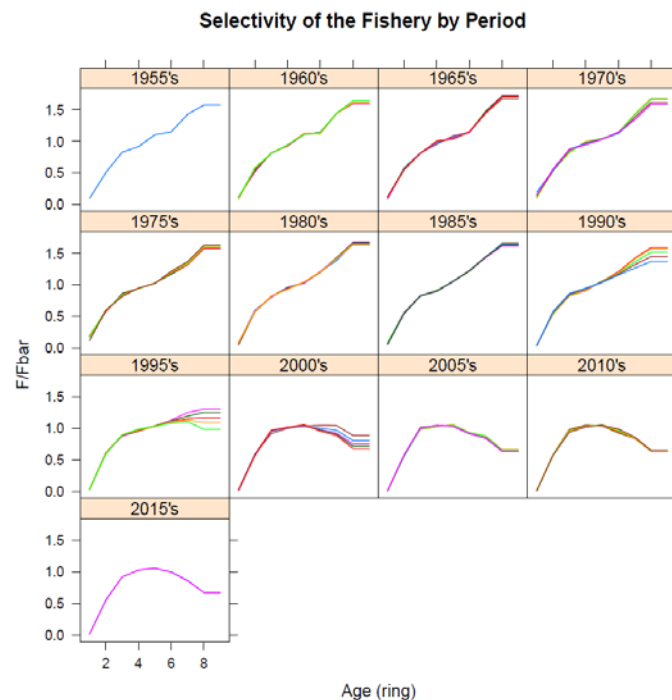 Selectivity of the Fishery by Period
1955's 1960's 1965's 1970's
1.5
1.0
0.5
0.0
1975's 1980's 1985's 1990's
1.5
1.0
0.5
0.0
F/Fbar
1995's 2000's 2005's 2010's
1.5
1.0
0.5
0.0
2015's
1.5
1.0
0.5
0.0
2 4 6 8
Age (ring)